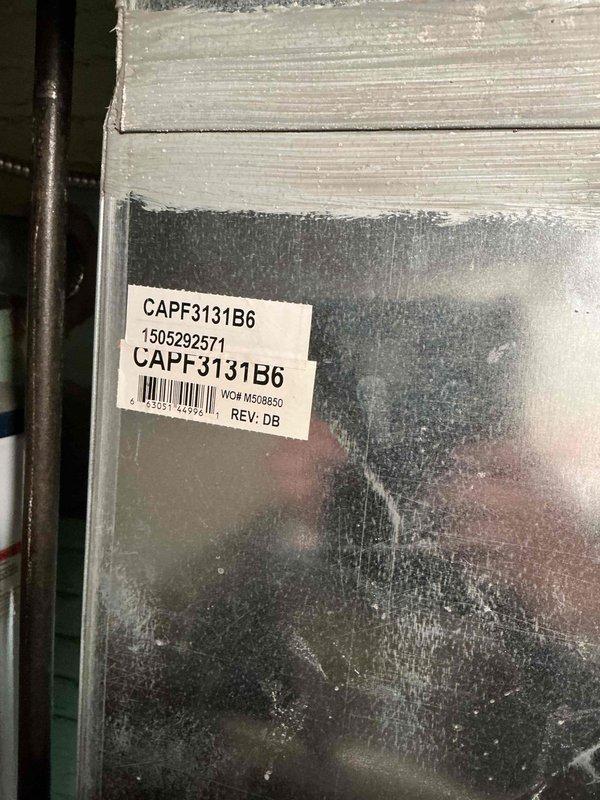 CAPF3131B6
1505292571
CAPF3131B6
WO# M508850
6 63051 44996 1
REV: DB